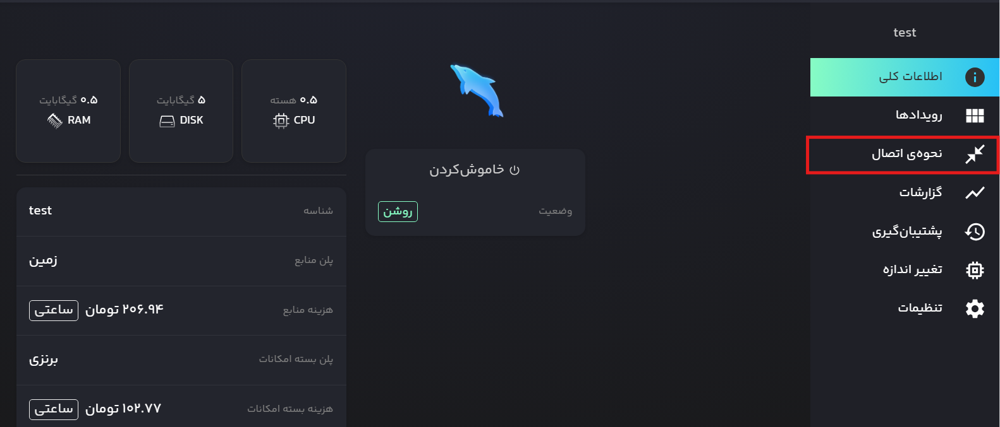 test
اطلاعات کلی
رویدادها
نحوه‌ی اتصال
گزارشات
پشتیبان‌گیری
تغییر اندازه
تنظیمات
خاموش‌کردن
وضعیت
روشن
۰.۵ هسته
CPU
۵ گیگابایت
DISK
۰.۵ گیگابایت
RAM
شناسه
test
پلن منابع
زمین
هزینه منابع
۲۰۶.۹۴ تومان ساعتی
پلن بسته امکانات
برنزی
هزینه بسته امکانات
۱۰۲.۷۷ تومان ساعتی